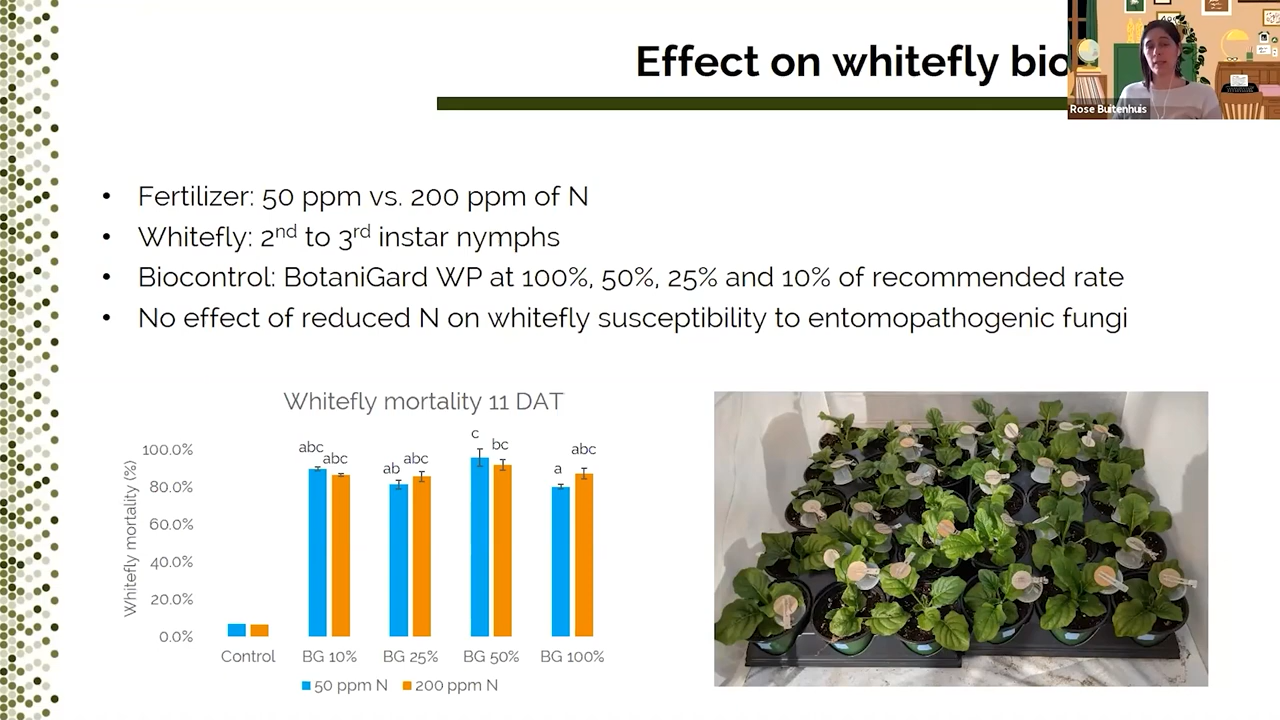 Effect on whitefly bio
Rose Buitenhuis
• Fertilizer: 50 ppm vs. 200 ppm of N
• Whitefly: 2nd to 3rd instar nymphs
• Biocontrol: BotaniGard WP at 100%, 50%, 25% and 10% of recommended rate
• No effect of reduced N on whitefly susceptibility to entomopathogenic fungi
Whitefly mortality 11 DAT
Whitefly mortality (%)
100.0%
80.0%
60.0%
40.0%
20.0%
0.0%
abc abc ab abc c bc a abc
Control BG 10% BG 25% BG 50% BG 100%
50 ppm N 200 ppm N